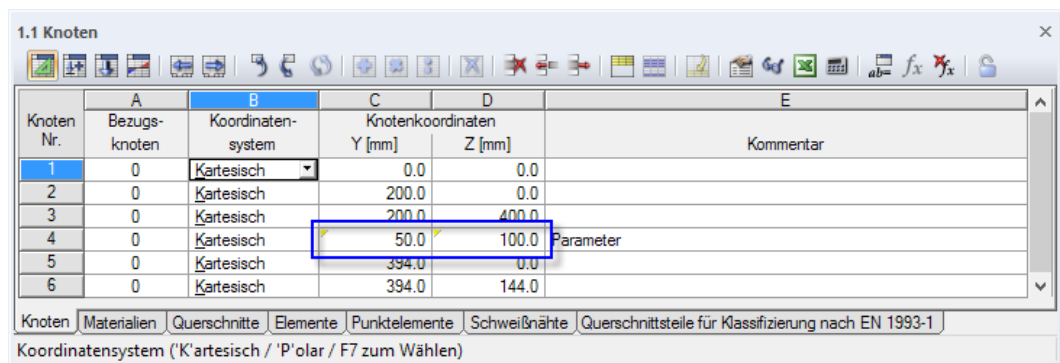 1.1 Knoten
A B C D E
Knoten Nr. Bezugs-knoten Koordinaten-system Knotenkoordinaten Y [mm] Z [mm] Kommentar
1 0 Kartesisch 0.0 0.0
2 0 Kartesisch 200.0 0.0
3 0 Kartesisch 200.0 400.0
4 0 Kartesisch 50.0 100.0 Parameter
5 0 Kartesisch 394.0 0.0
6 0 Kartesisch 394.0 144.0
Knoten Materialien Querschnitte Elemente Punktelemente Schweißnähte Querschnittsteile für Klassifizierung nach EN 1993-1
Koordinatensystem ('K'artesisch / 'P'olar / F7 zum Wählen)